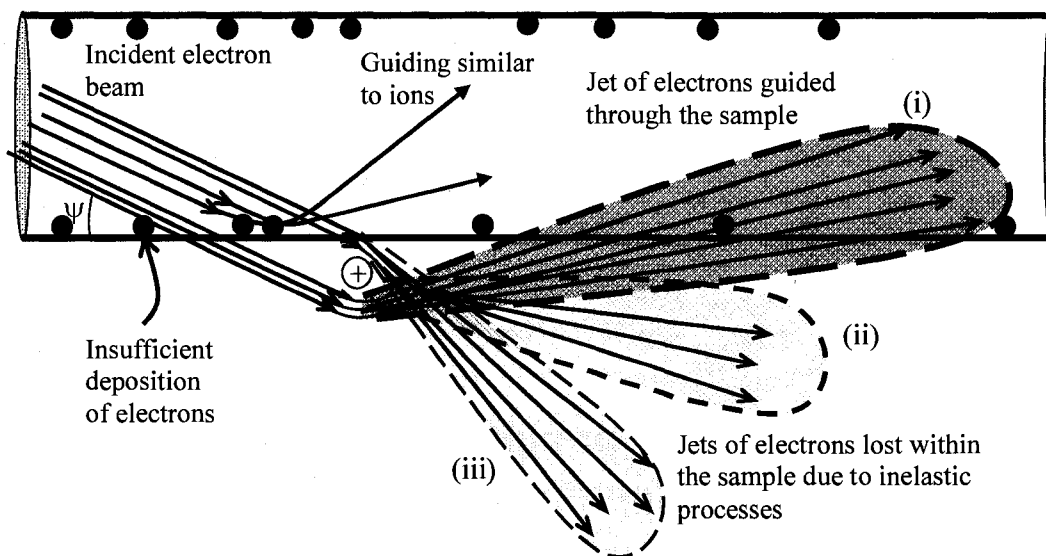 Incident electron
beam
Guiding similar
to ions
Jet of electrons guided
through the sample
(i)
ψ
+
(ii)
Insufficient
deposition
of electrons
(iii)
Jets of electrons lost within
the sample due to inelastic
processes